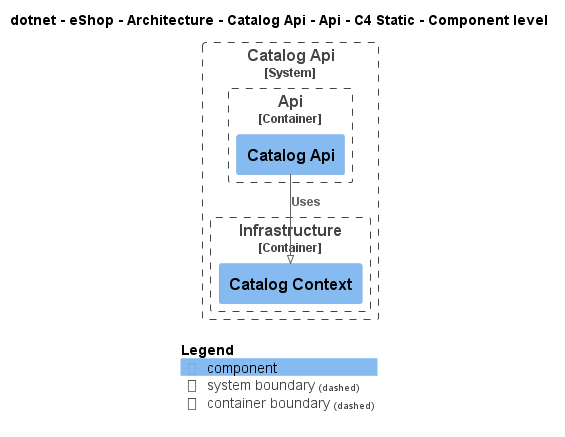 dotnet - eShop - Architecture - Catalog Api - Api - C4 Static - Component level
Catalog Api
[System]
Api
[Container]
Catalog Api
Uses
Infrastructure
[Container]
Catalog Context
Legend
component
system boundary (dashed)
container boundary (dashed)